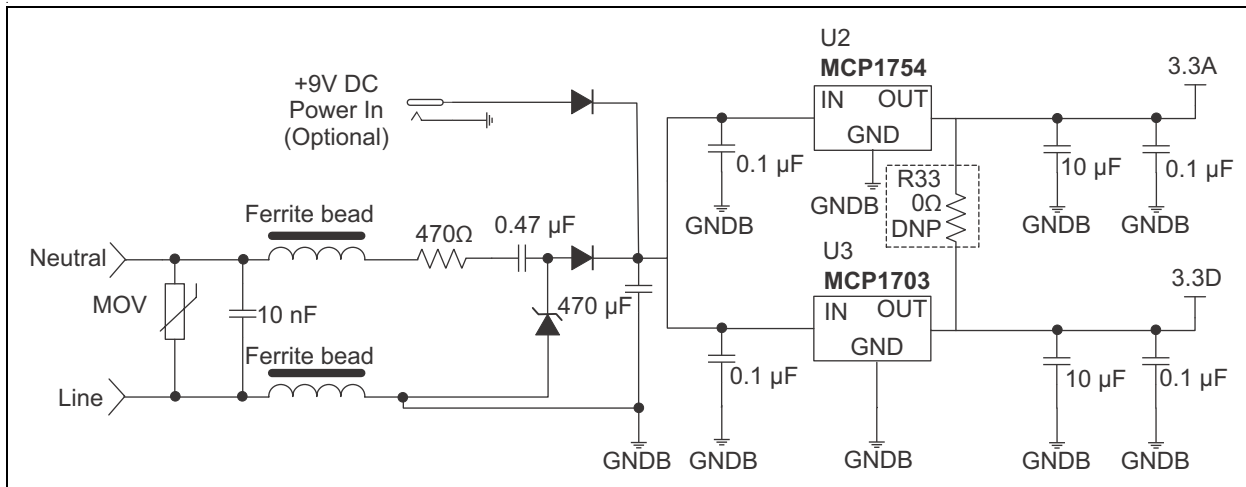 +9V DC
Power In
(Optional)
U2
MCP1754
IN OUT
GND
3.3A
0.1 µF
GNDB
GNDB
R33
0Ω
DNP
10 µF
0.1 µF
GNDB
GNDB
Neutral
Ferrite bead
470Ω
0.47 µF
MOV
10 nF
470 µF
Ferrite bead
Line
GNDB
U3
MCP1703
IN OUT
GND
3.3D
0.1 µF
GNDB
GNDB
10 µF
0.1 µF
GNDB
GNDB